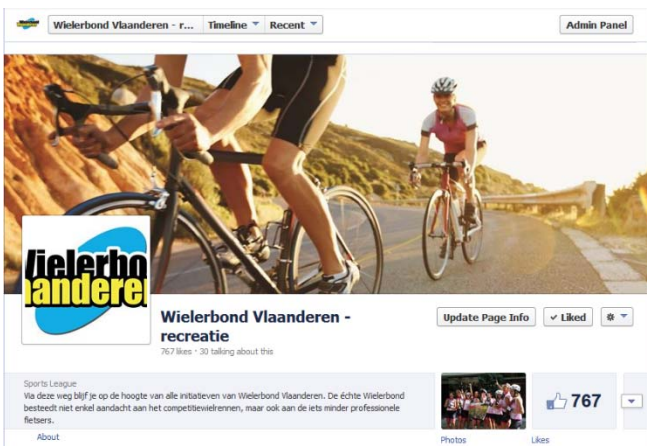 Wielerbond Vlaanderen - r... Timeline Recent Admin Panel
ielerbo
landere
Wielerbond Vlaanderen -
recreatie
767 likes · 30 talking about this
Update Page Info ✓ Liked
Sports League
Via deze weg blijf je op de hoogte van alle initiatieven van Wielerbond Vlaanderen. De échte Wielerbond
besteedt niet enkel aandacht aan het competitiewielrennen, maar ook aan de iets minder professionele
fietsers.
About
767
Photos Likes